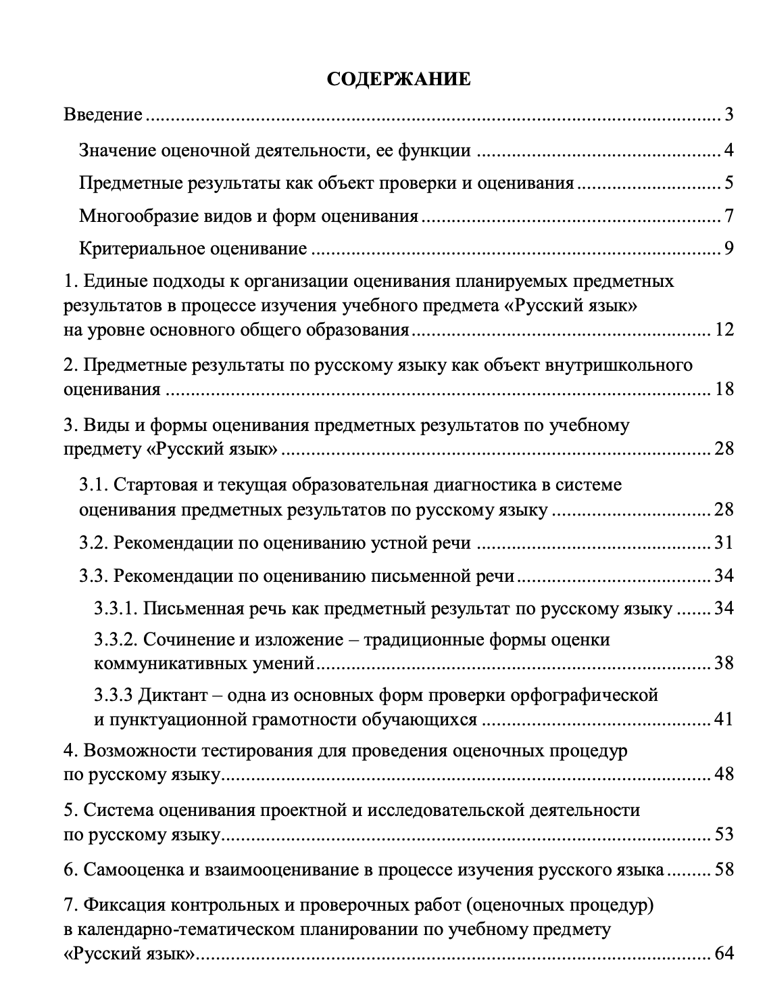 СОДЕРЖАНИЕ
Введение ........................................................................................................................ 3
Значение оценочной деятельности, ее функции ................................................. 4
Предметные результаты как объект проверки и оценивания ............................. 5
Многообразие видов и форм оценивания ............................................................ 7
Критериальное оценивание .................................................................................. 9
1. Единые подходы к организации оценивания планируемых предметных
результатов в процессе изучения учебного предмета «Русский язык»
на уровне основного общего образования ............................................................ 12
2. Предметные результаты по русскому языку как объект внутришкольного
оценивания ............................................................................................................. 18
3. Виды и формы оценивания предметных результатов по учебному
предмету «Русский язык» ...................................................................................... 28
3.1. Стартовая и текущая образовательная диагностика в системе
оценивания предметных результатов по русскому языку ................................ 28
3.2. Рекомендации по оцениванию устной речи ............................................... 31
3.3. Рекомендации по оцениванию письменной речи ....................................... 34
3.3.1. Письменная речь как предметный результат по русскому языку ....... 34
3.3.2. Сочинение и изложение – традиционные формы оценки
коммуникативных умений ............................................................................... 38
3.3.3 Диктант – одна из основных форм проверки орфографической
и пунктуационной грамотности обучающихся .............................................. 41
4. Возможности тестирования для проведения оценочных процедур
по русскому языку .................................................................................................. 48
5. Система оценивания проектной и исследовательской деятельности
по русскому языку .................................................................................................. 53
6. Самооценка и взаимооценивание в процессе изучения русского языка ......... 58
7. Фиксация контрольных и проверочных работ (оценочных процедур)
в календарно-тематическом планировании по учебному предмету
«Русский язык» ....................................................................................................... 64